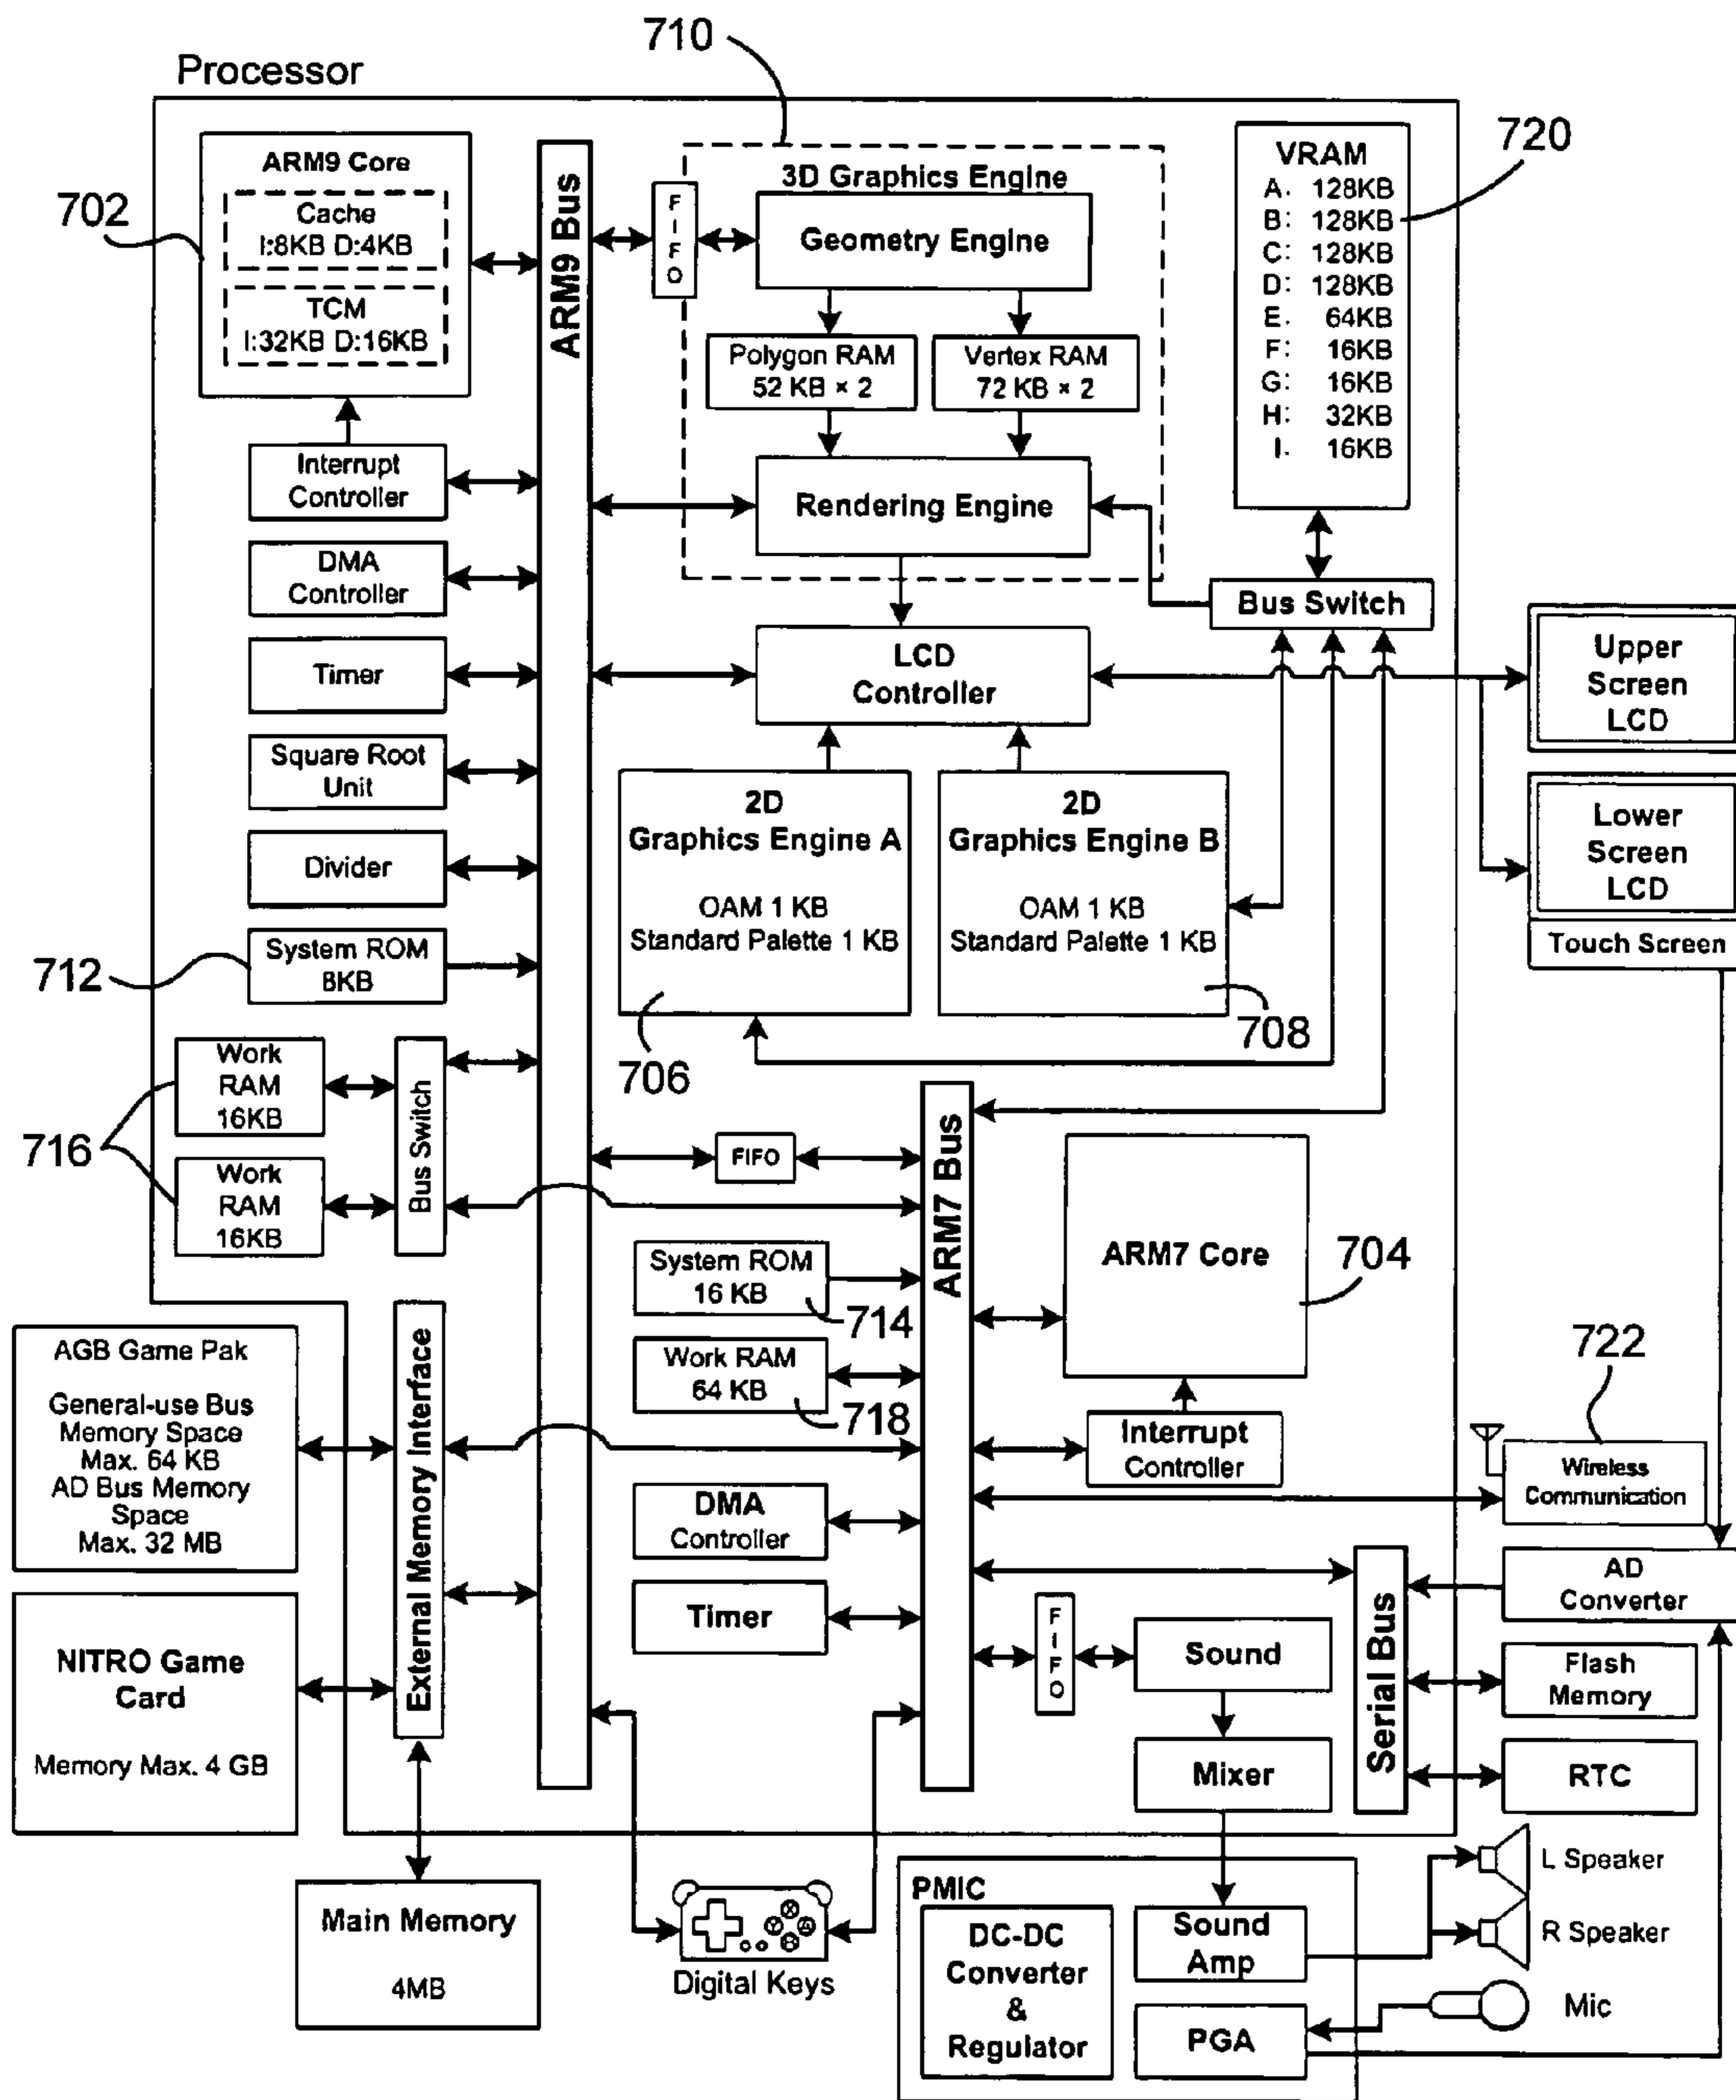 710
Processor
ARM9 Core
Cache
I:8KB D:4KB
TCM
I:32KB D:16KB
702
ARM9 Bus
FIFO
3D Graphics Engine
Geometry Engine
Polygon RAM
52 KB × 2
Vertex RAM
72 KB × 2
Rendering Engine
VRAM
A: 128KB
B: 128KB
C: 128KB
D: 128KB
E. 64KB
F: 16KB
G: 16KB
H: 32KB
I. 16KB
720
Bus Switch
Interrupt
Controller
DMA
Controller
Timer
Square Root
Unit
Divider
System ROM
8KB
712
LCD
Controller
Upper
Screen
LCD
Lower
Screen
LCD
Touch Screen
2D
Graphics Engine A
OAM 1 KB
Standard Palette 1 KB
706
2D
Graphics Engine B
OAM 1 KB
Standard Palette 1 KB
708
Work
RAM
16KB
Work
RAM
16KB
716
Bus Switch
FIFO
ARM7 Bus
ARM7 Core
704
System ROM
16 KB
714
Work RAM
64 KB
718
Interrupt
Controller
722
Wireless
Communication
AGB Game Pak
General-use Bus
Memory Space
Max. 64 KB
AD Bus Memory
Space
Max. 32 MB
External Memory Interface
NITRO Game
Card
Memory Max. 4 GB
DMA
Controller
Timer
FIFO
Sound
Mixer
Serial Bus
AD
Converter
Flash
Memory
RTC
Main Memory
4MB
X
Y
A
B
Digital Keys
PMIC
DC-DC
Converter
&
Regulator
Sound
Amp
PGA
L Speaker
R Speaker
Mic